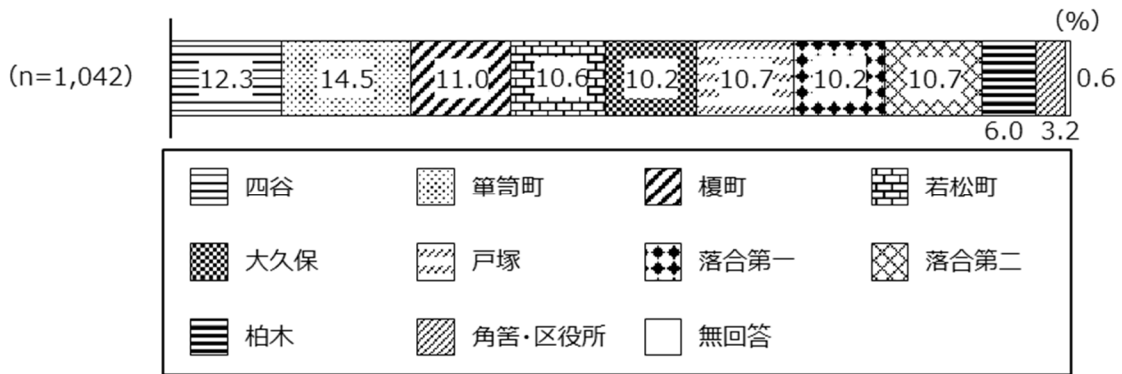 (%)
(n=1,042) 12.3 14.5 11.0 10.6 10.2 10.7 10.2 10.7 0.6
6.0 3.2
四谷 箪笥町 榎町 若松町
大久保 戸塚 落合第一 落合第二
柏木 角筈・区役所 無回答